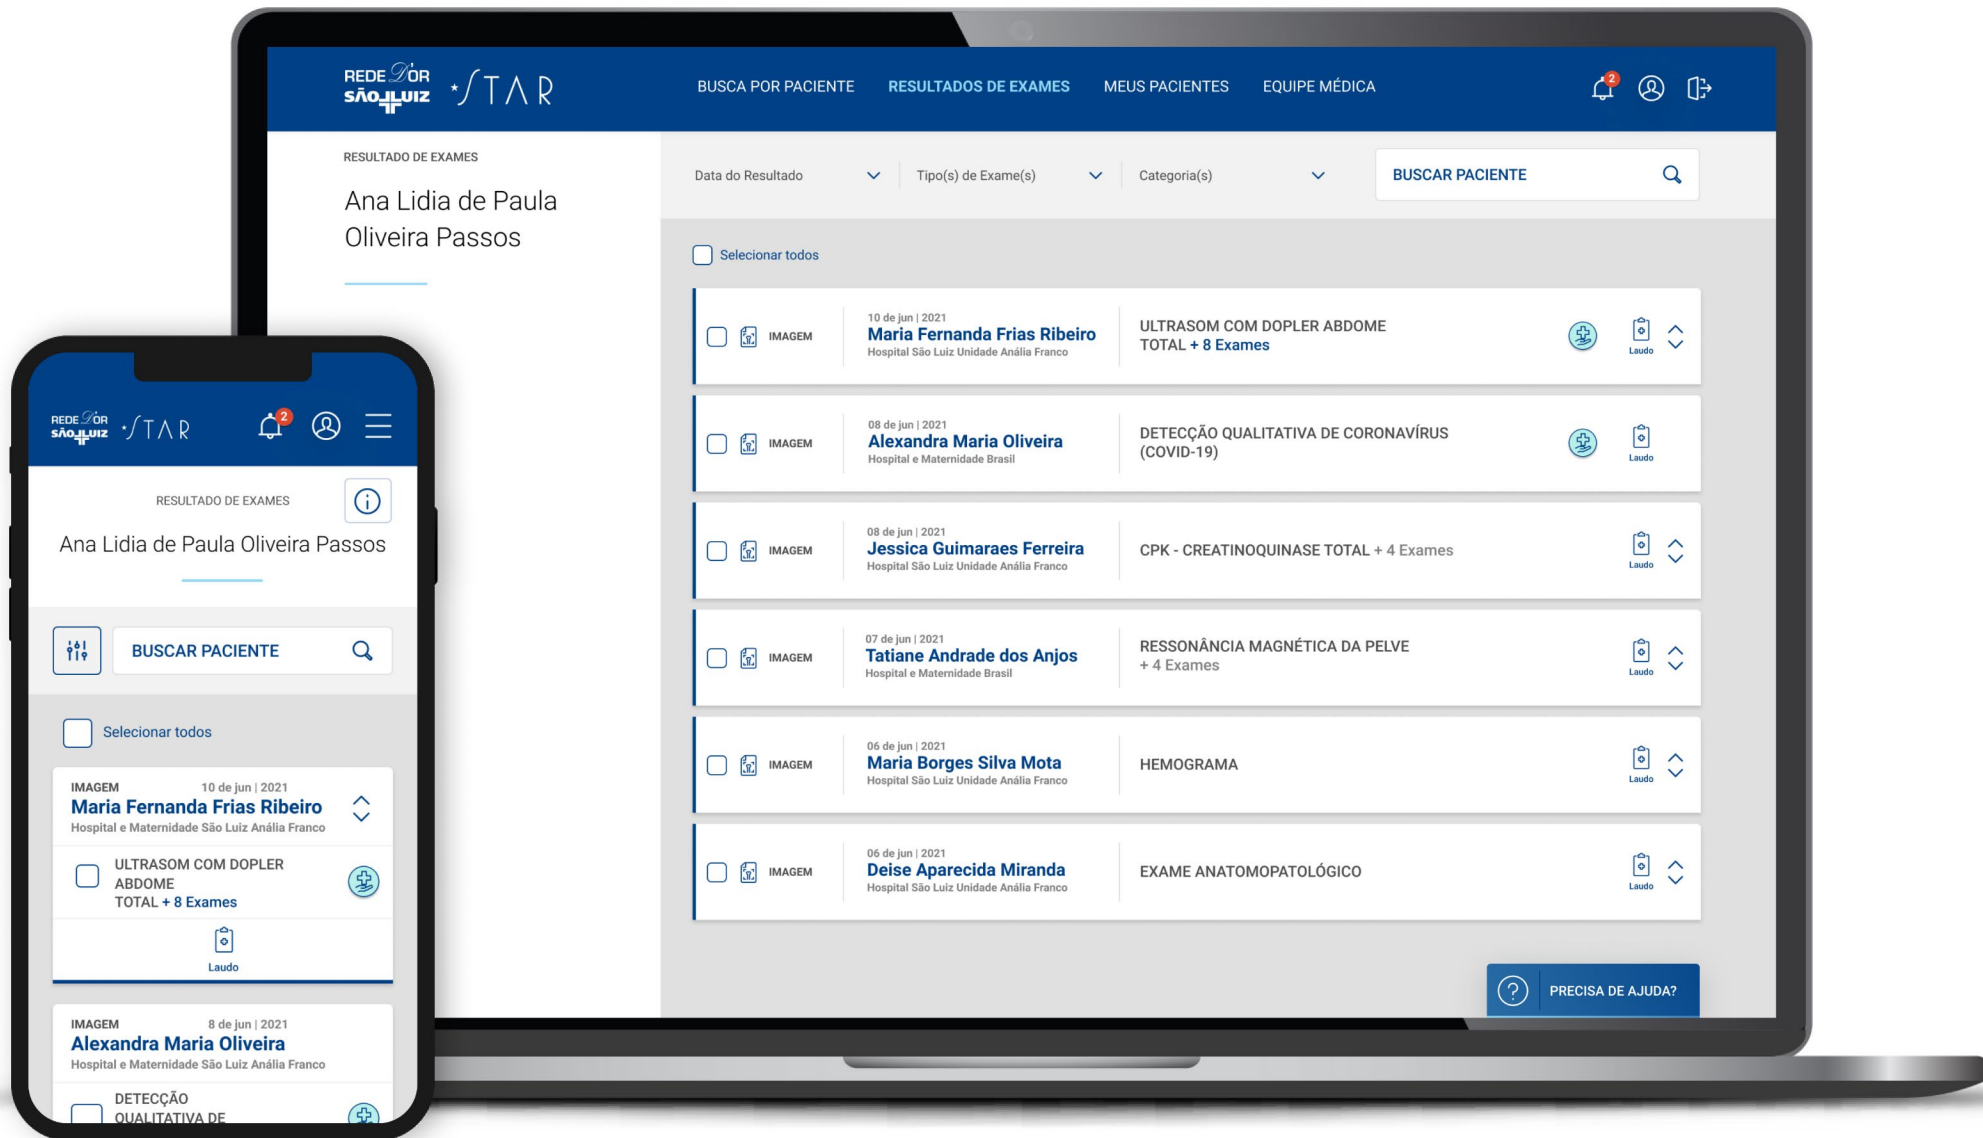 REDE D'OR
SÃO LUIZ
STAR
BUSCA POR PACIENTE
RESULTADOS DE EXAMES
MEUS PACIENTES
EQUIPE MÉDICA
2
RESULTADO DE EXAMES
Ana Lidia de Paula
Oliveira Passos
Data do Resultado
Tipo(s) de Exame(s)
Categoria(s)
BUSCAR PACIENTE
Selecionar todos
IMAGEM
10 de jun | 2021
Maria Fernanda Frias Ribeiro
Hospital São Luiz Unidade Anália Franco
ULTRASOM COM DOPLER ABDOME
TOTAL + 8 Exames
Laudo
IMAGEM
08 de jun | 2021
Alexandra Maria Oliveira
Hospital e Maternidade Brasil
DETECÇÃO QUALITATIVA DE CORONAVÍRUS
(COVID-19)
Laudo
IMAGEM
08 de jun | 2021
Jessica Guimaraes Ferreira
Hospital São Luiz Unidade Anália Franco
CPK - CREATINOQUINASE TOTAL + 4 Exames
Laudo
IMAGEM
07 de jun | 2021
Tatiane Andrade dos Anjos
Hospital e Maternidade Brasil
RESSONÂNCIA MAGNÉTICA DA PELVE
+ 4 Exames
Laudo
IMAGEM
06 de jun | 2021
Maria Borges Silva Mota
Hospital São Luiz Unidade Anália Franco
HEMOGRAMA
Laudo
IMAGEM
06 de jun | 2021
Deise Aparecida Miranda
Hospital São Luiz Unidade Anália Franco
EXAME ANATOMOPATOLÓGICO
Laudo
PRECISA DE AJUDA?
REDE D'OR
SÃO LUIZ
STAR
2
RESULTADO DE EXAMES
Ana Lidia de Paula Oliveira Passos
BUSCAR PACIENTE
Selecionar todos
IMAGEM
10 de jun | 2021
Maria Fernanda Frias Ribeiro
Hospital e Maternidade São Luiz Anália Franco
ULTRASOM COM DOPLER
ABDOME
TOTAL + 8 Exames
Laudo
IMAGEM
8 de jun | 2021
Alexandra Maria Oliveira
Hospital e Maternidade São Luiz Anália Franco
DETECÇÃO
QUALITATIVA DE